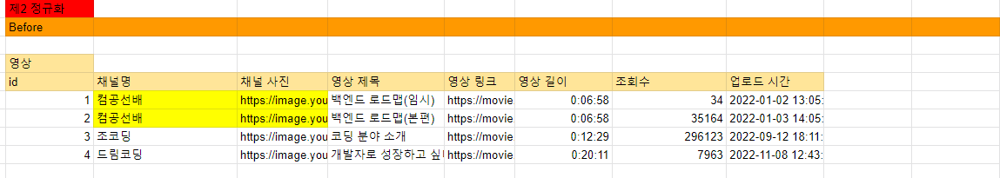 제2 정규화
Before
영상
id 채널명 채널 사진 영상 제목 영상 링크 영상 길이 조회수 업로드 시간
1 컴공선배 https://image.you 백엔드 로드맵(임시) https://movie 0:06:58 34 2022-01-02 13:05:
2 컴공선배 https://image.you 백엔드 로드맵(본편) https://movie 0:06:58 35164 2022-01-03 14:05:
3 조코딩 https://image.you 코딩 분야 소개 https://movie 0:12:29 296123 2022-09-12 18:11:
4 드림코딩 https://image.you 개발자로 성장하고 싶 https://movie 0:20:11 7963 2022-11-08 12:43: